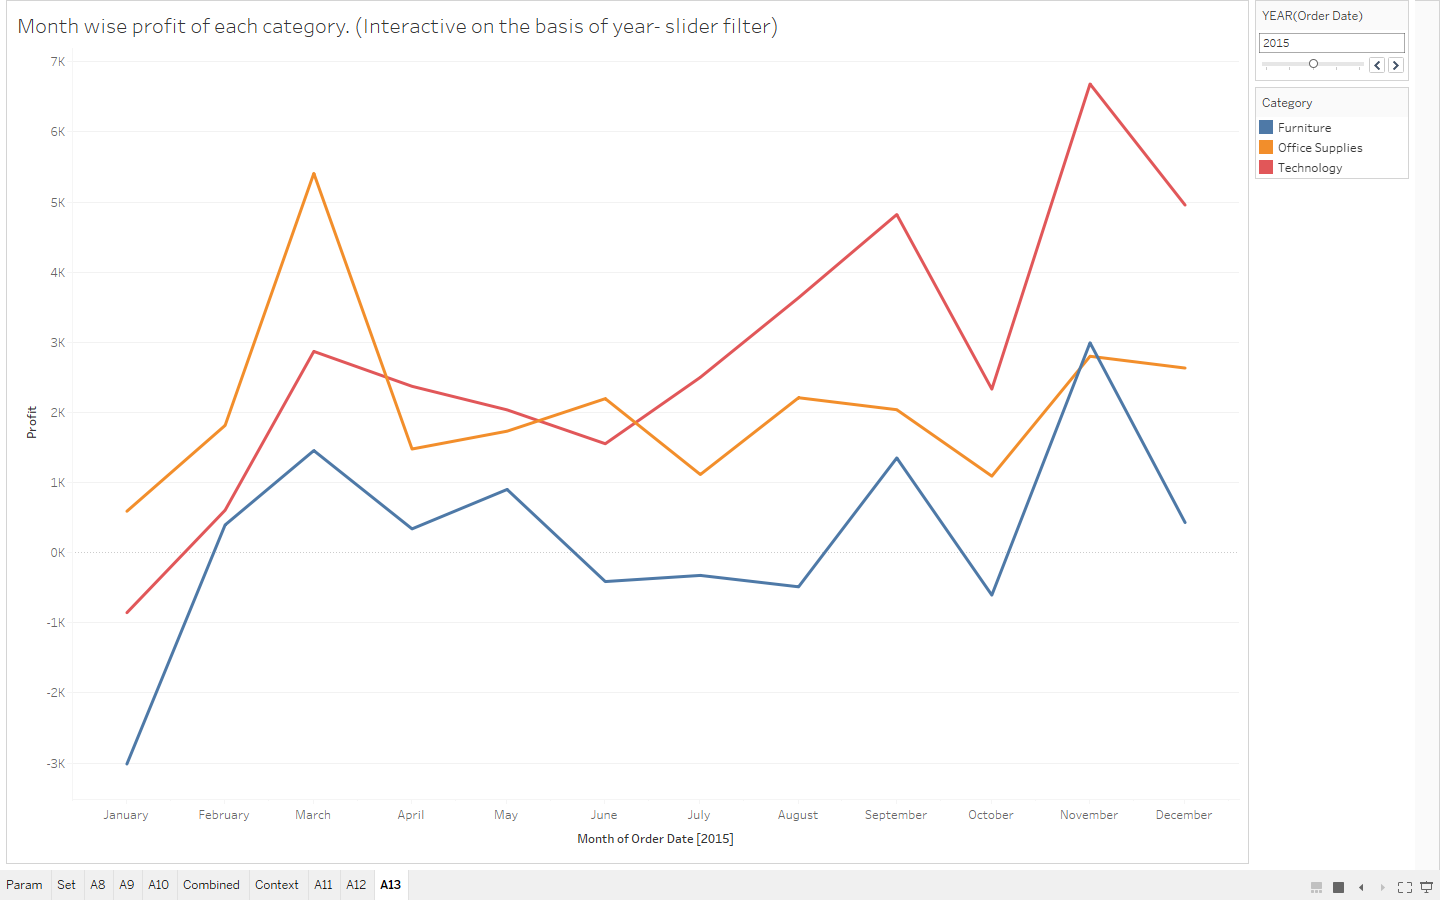 Month wise profit of each category. (Interactive on the basis of year- slider filter)
7K
6K
5K
4K
3K
2K
1K
0K
-1K
-2K
-3K
Profit
January February March April May June July August September October November December
Month of Order Date [2015]
YEAR(Order Date)
2015
Category
Furniture
Office Supplies
Technology
Param Set A8 A9 A10 Combined Context A11 A12 A13